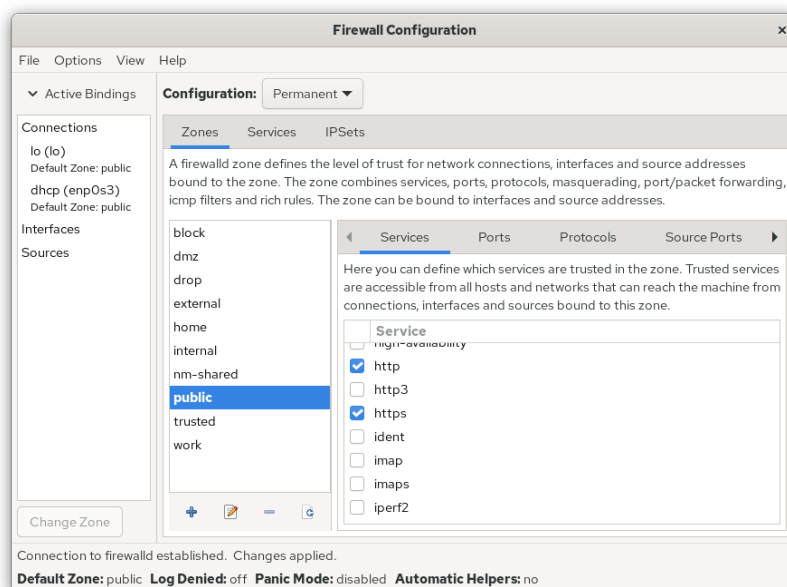 Firewall Configuration
File Options View Help
Active Bindings
Configuration: Permanent
Connections
lo (lo)
Default Zone: public
dhcp (enp0s3)
Default Zone: public
Interfaces
Sources
Change Zone
Zones Services IPSets
A firewalld zone defines the level of trust for network connections, interfaces and source addresses
bound to the zone. The zone combines services, ports, protocols, masquerading, port/packet forwarding,
icmp filters and rich rules. The zone can be bound to interfaces and source addresses.
block
dmz
drop
external
home
internal
nm-shared
public
trusted
work
Services Ports Protocols Source Ports
Here you can define which services are trusted in the zone. Trusted services
are accessible from all hosts and networks that can reach the machine from
connections, interfaces and sources bound to this zone.
Service
high-availability
http
http3
https
ident
imap
imaps
iperf2
Connection to firewalld established. Changes applied.
Default Zone: public Log Denied: off Panic Mode: disabled Automatic Helpers: no